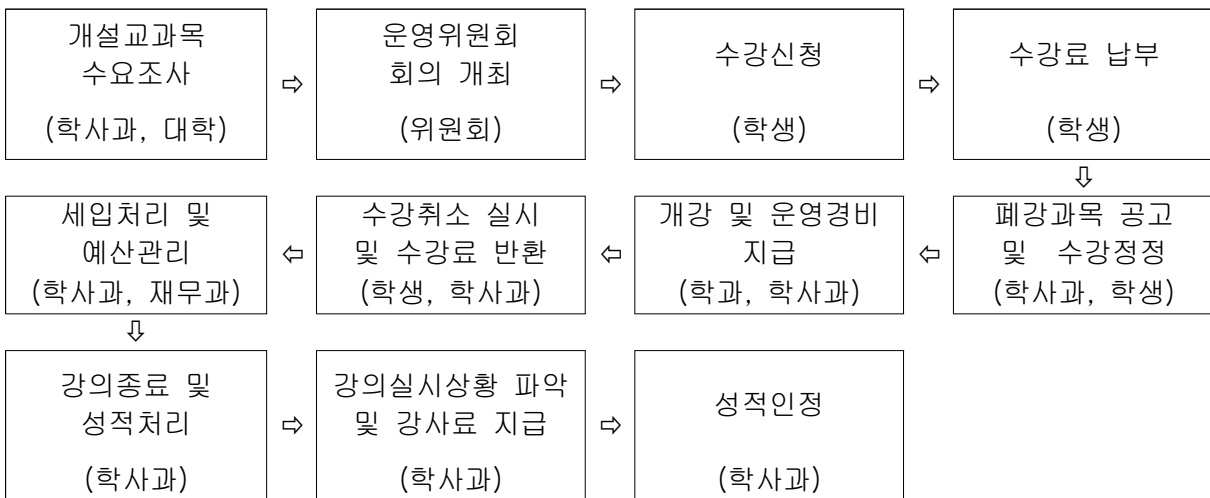 개설교과목
수요조사
(학사과, 대학)
⇨
운영위원회
회의 개최
(위원회)
⇨
수강신청
(학생)
⇨
수강료 납부
(학생)
⇩
폐강과목 공고
및 수강정정
(학사과, 학생)
⇦
개강 및 운영경비
지급
(학과, 학사과)
⇦
수강취소 실시
및 수강료 반환
(학생, 학사과)
⇦
세입처리 및
예산관리
(학사과, 재무과)
⇩
강의종료 및
성적처리
(학사과)
⇨
강의실시상황 파악
및 강사료 지급
(학사과)
⇨
성적인정
(학사과)